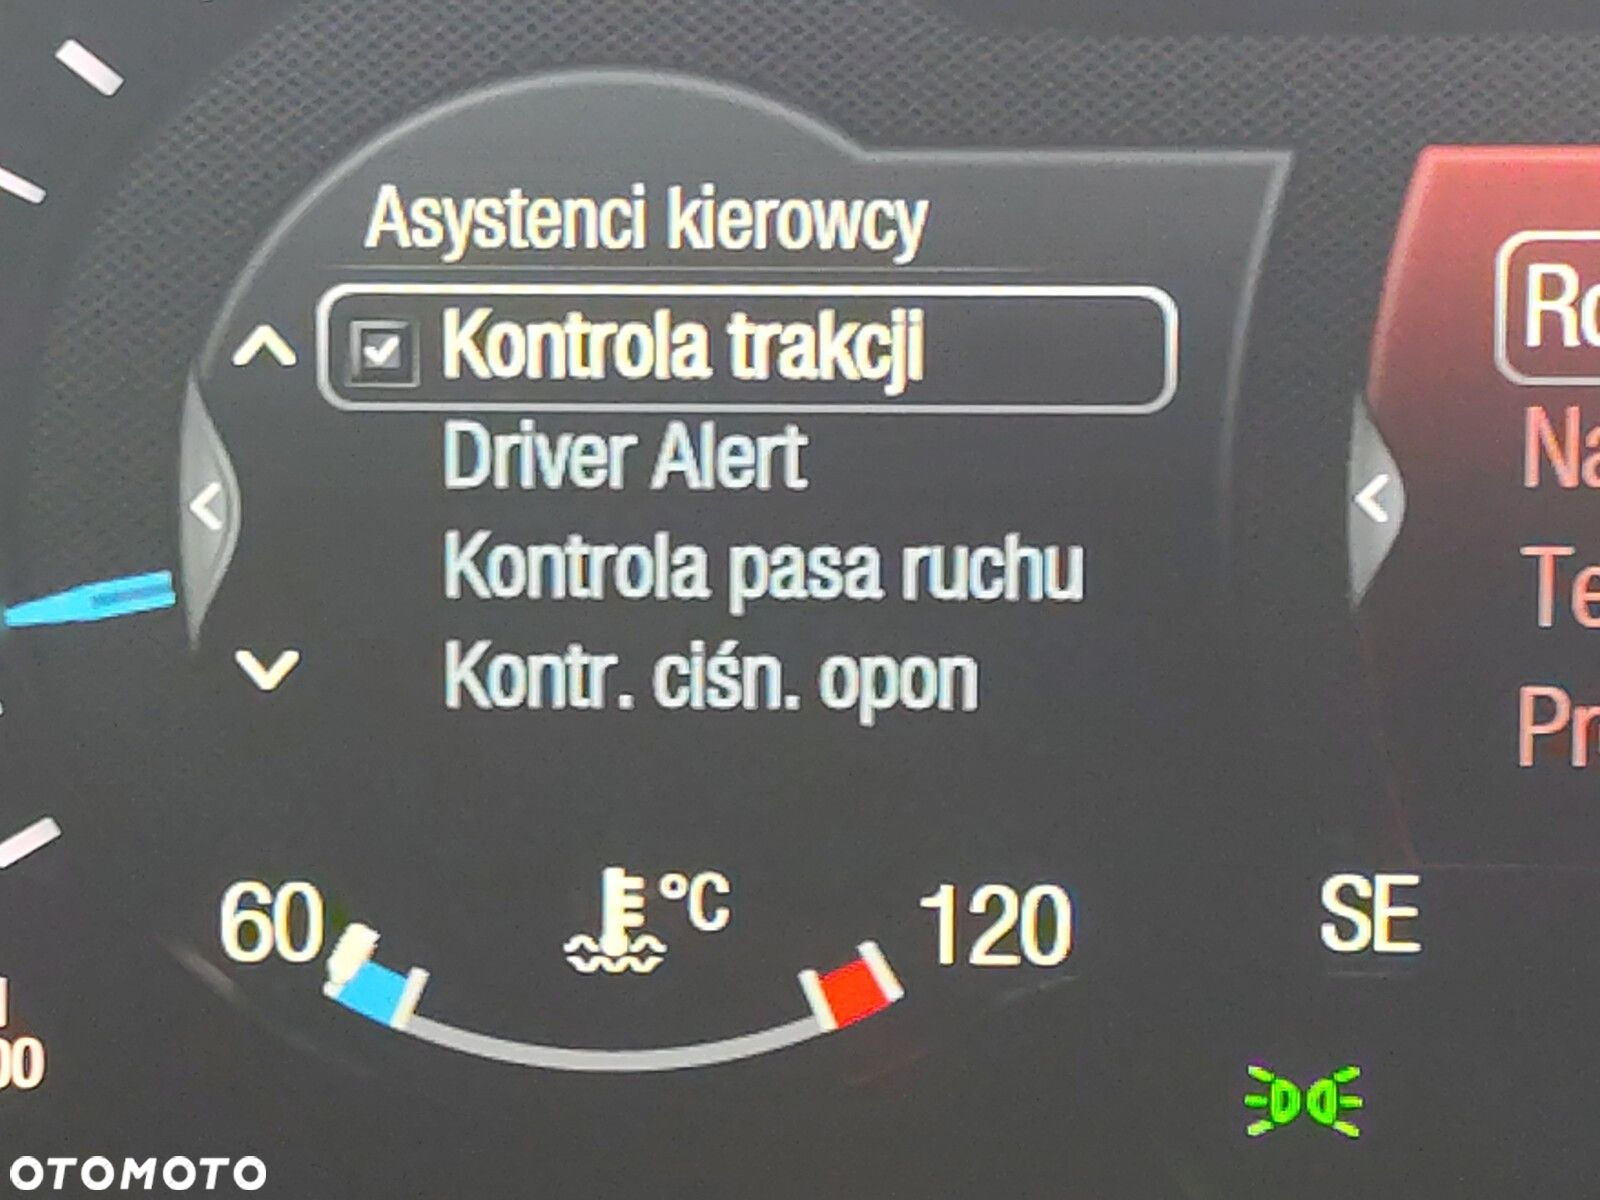 Asystenci kierowcy
Kontrola trakcji
Driver Alert
Kontrola pasa ruchu
Kontr. ciśn. opon
60
°C
120
SE
OTOMOTO